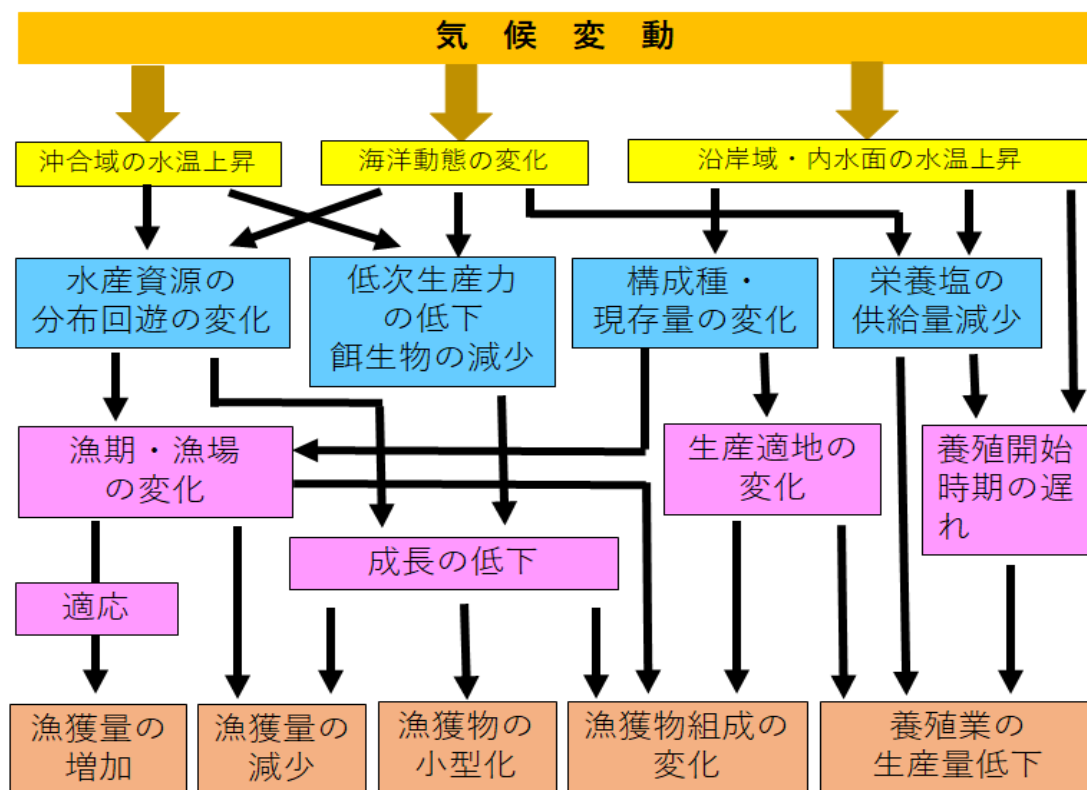 気候変動
沖合域の水温上昇
海洋動態の変化
沿岸域・内水面の水温上昇
水産資源の
分布回遊の変化
低次生産力
の低下
餌生物の減少
構成種・
現存量の変化
栄養塩の
供給量減少
漁期・漁場
の変化
生産適地の
変化
養殖開始
時期の遅
れ
成長の低下
適応
漁獲量の
増加
漁獲量の
減少
漁獲物の
小型化
漁獲物組成の
変化
養殖業の
生産量低下